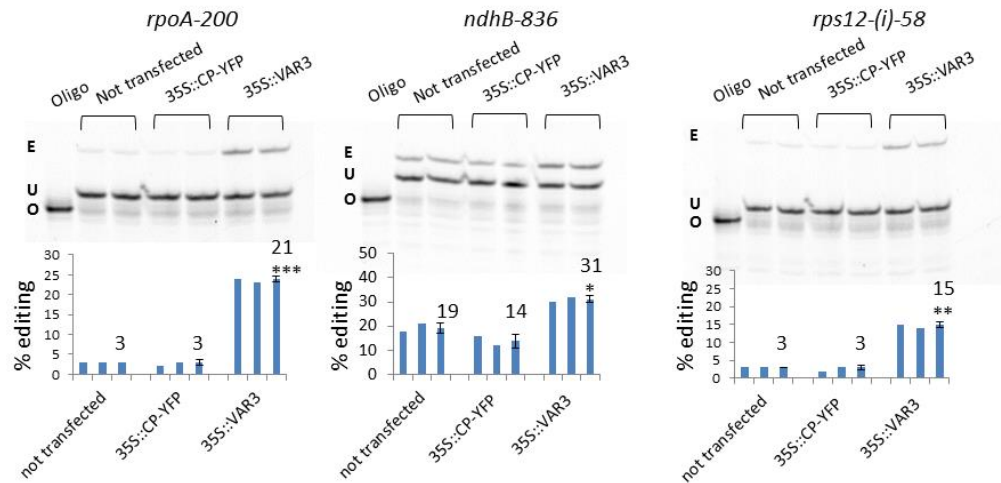 rpoA-200
Oligo
Not transfected
35S::CP-YFP
35S::VAR3
E
U
O
% editing
30
25
20
15
10
5
0
3
3
21
***
not transfected
35S::CP-YFP
35S::VAR3
ndhB-836
Oligo
Not transfected
35S::CP-YFP
35S::VAR3
E
U
O
% editing
50
40
30
20
10
0
19
14
31
*
not transfected
35S::CP-YFP
35S::VAR3
rps12-(i)-58
Oligo
Not transfected
35S::CP-YFP
35S::VAR3
E
U
O
% editing
30
25
20
15
10
5
0
3
3
15
**
not transfected
35S::CP-YFP
35S::VAR3